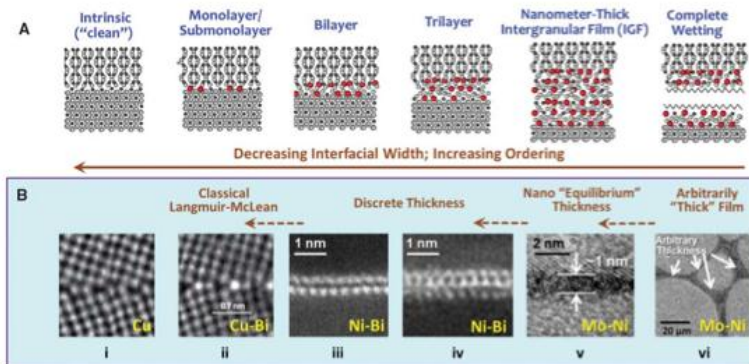 A
Intrinsic
("clean")
Monolayer/
Submonolayer
Bilayer
Trilayer
Nanometer-Thick
Intergranular Film (IGF)
Complete
Wetting
Decreasing Interfacial Width; Increasing Ordering
B
Classical
Langmuir-McLean
Discrete Thickness
Nano "Equilibrium"
Thickness
Arbitrarily
"Thick" Film
Cu
Cu-Bi
1 nm
Ni-Bi
1 nm
Ni-Bi
2 nm
~1 nm
Mo-Ni
Arbitrary
Thickness
20 μm
Mo-Ni
i
ii
iii
iv
v
vi